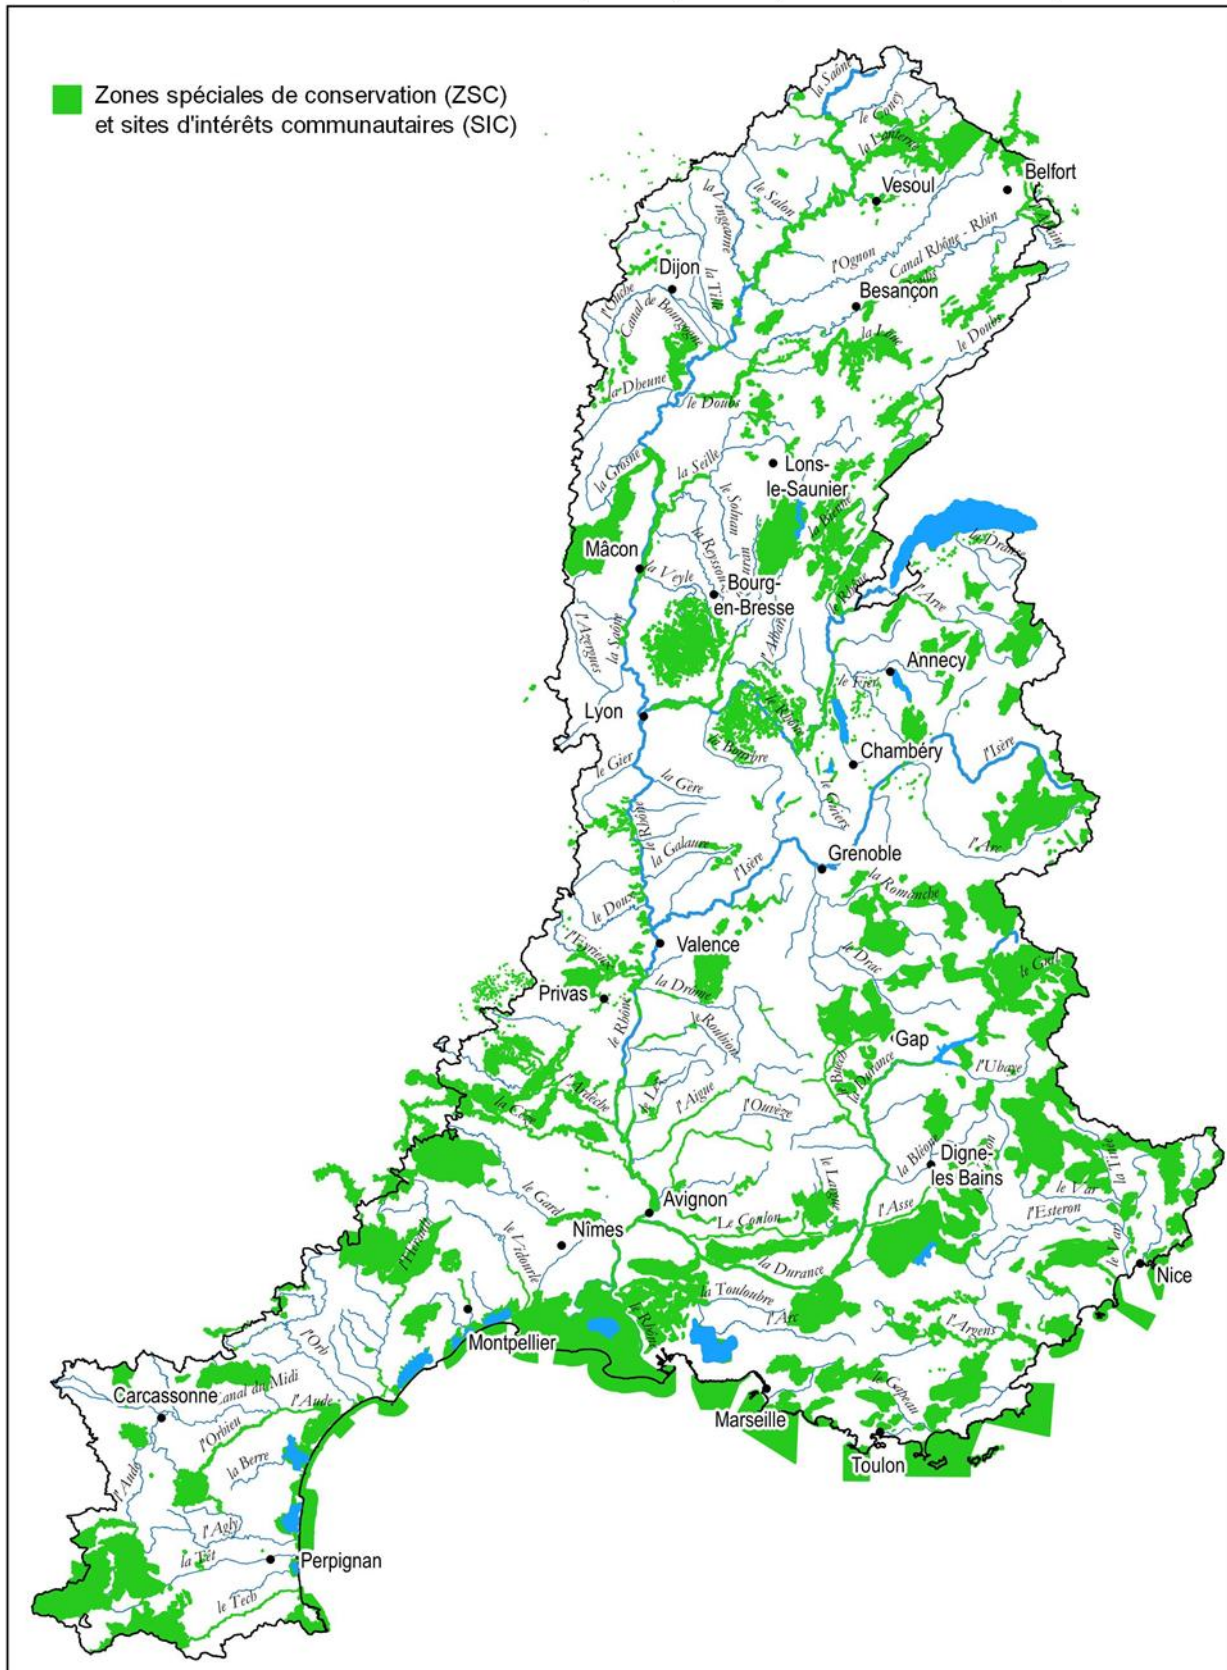 Zones spéciales de conservation (ZSC)
et sites d'intérêts communautaires (SIC)
la Saône
le Coney
la Lanterne
Belfort
Vesoul
le Salon
l'Ognon
Canal Rhône - Rhin
la Tille
Dijon
l'Ouche
Canal de Bourgogne
Besançon
la Loue
le Doubs
la Dheune
le Doubs
la Grosne
la Seille
Lons-
le-Saunier
le Solnan
la Bienne
la Dranse
Mâcon
la Veyle
Bourg-
en-Bresse
le Rhône
l'Arve
l'Azergues
la Saône
Annecy
le Fier
Lyon
le Rhône
la Bourbre
Chambéry
l'Isère
le Gier
la Gère
le Guiers
le Rhône
la Galaure
l'Isère
Grenoble
l'Arc
la Romanche
le Doux
l'Eyrieux
Valence
le Drac
le Guil
Privas
la Drôme
le Rhône
le Roubion
Gap
le Buëch
la Durance
l'Ubaye
l'Ardèche
le Lez
l'Aigue
la Cèze
l'Ouvèze
la Bléone
Digne-
les Bains
la Tinée
le Gard
le Largue
le Var
Avignon
Le Coulon
l'Asse
l'Esteron
Nîmes
l'Hérault
le Vidourle
la Durance
le Var
Nice
la Touloubre
l'Arc
le Rhône
l'Argens
Montpellier
l'Orb
Canal du Midi
Carcassonne
l'Aude
Marseille
le Gapeau
l'Orbieu
Toulon
la Berre
l'Aude
l'Agly
la Têt
Perpignan
le Tech